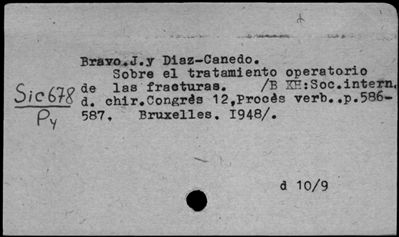 Bravo.J.y Diaz-Canedo.
Sobre el tratamiento operatorio
de las fracturas. /B XII:Soc.intern.
Sic678
d. chir.Congrès 12,Procès verb..p.586-
Py
587. Bruxelles. I948/.
d 10/9